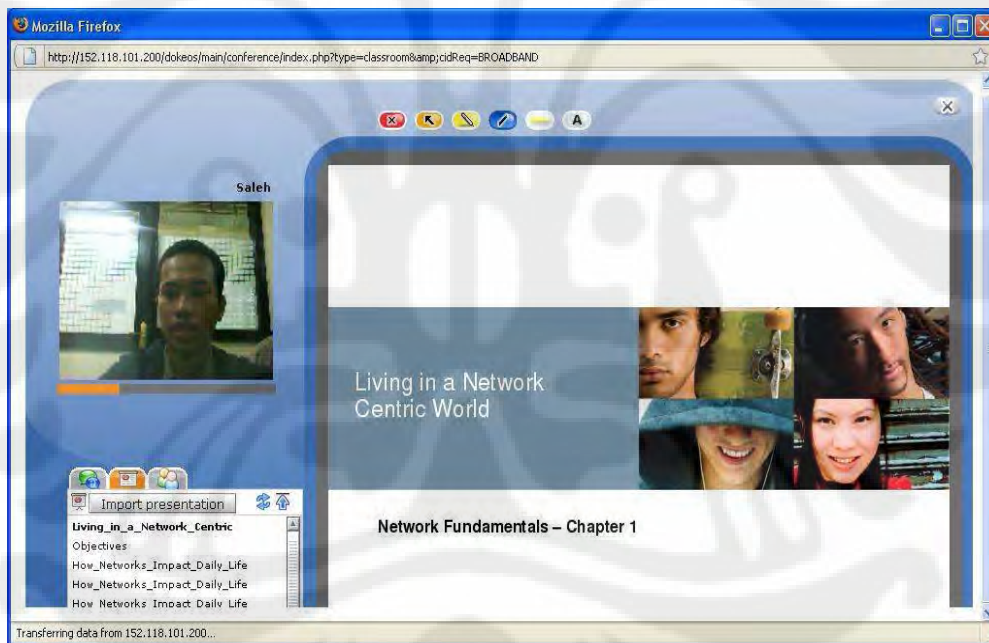 Mozilla Firefox
http://152.118.101.200/dokeos/main/conference/index.php?type=classroom&amp;cidReq=BROADBAND
A
Saleh
Living in a Network
Centric World
Import presentation
Living_in_a_Network_Centric
Objectives
How_Networks_Impact_Daily_Life
How_Networks_Impact_Daily_Life
How_Networks_Impact_Daily_Life
Network Fundamentals – Chapter 1
Transferring data from 152.118.101.200...